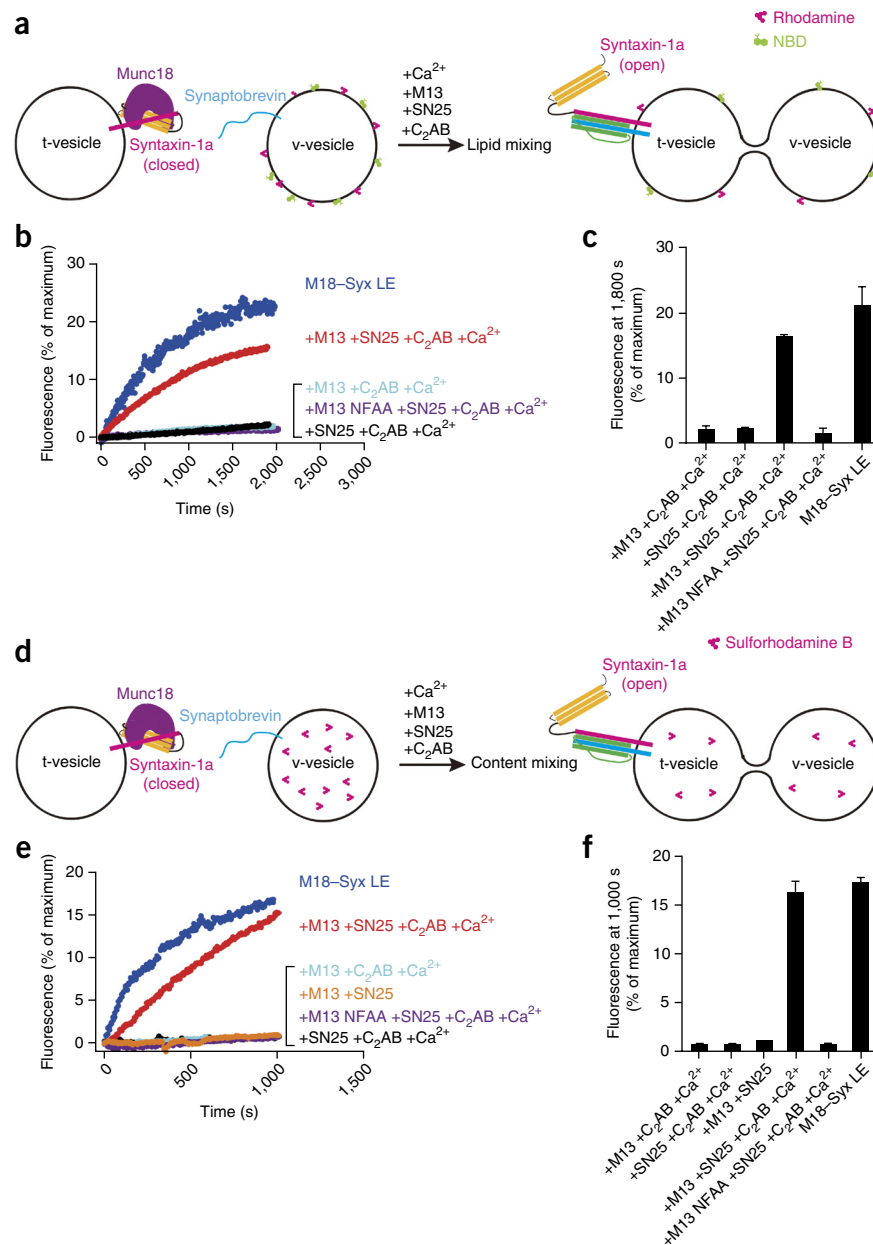 a
Rhodamine
NBD
Munc18
Synaptobrevin
t-vesicle
Syntaxin-1a
(closed)
v-vesicle
+Ca2+
+M13
+SN25
+C2AB
Lipid mixing
Syntaxin-1a
(open)
t-vesicle
v-vesicle
b
Fluorescence (% of maximum)
30
20
10
0
0
500
1,000
1,500
2,000
2,500
3,000
Time (s)
M18–Syx LE
+M13 +SN25 +C2AB +Ca2+
+M13 +C2AB +Ca2+
+M13 NFAA +SN25 +C2AB +Ca2+
+SN25 +C2AB +Ca2+
c
Fluorescence at 1,800 s
(% of maximum)
30
20
10
0
+M13 +C2AB +Ca2+
+SN25 +C2AB +Ca2+
+M13 +SN25 +C2AB +Ca2+
+M13 NFAA +SN25 +C2AB +Ca2+
M18–Syx LE
d
Sulforhodamine B
Munc18
Synaptobrevin
t-vesicle
Syntaxin-1a
(closed)
v-vesicle
+Ca2+
+M13
+SN25
+C2AB
Content mixing
Syntaxin-1a
(open)
t-vesicle
v-vesicle
e
Fluorescence (% of maximum)
20
15
10
5
0
0
500
1,000
1,500
Time (s)
M18–Syx LE
+M13 +SN25 +C2AB +Ca2+
+M13 +C2AB +Ca2+
+M13 +SN25
+M13 NFAA +SN25 +C2AB +Ca2+
+SN25 +C2AB +Ca2+
f
Fluorescence at 1,000 s
(% of maximum)
20
15
10
5
0
+M13 +C2AB +Ca2+
+SN25 +C2AB +Ca2+
+M13 +SN25
+M13 +SN25 +C2AB +Ca2+
+M13 NFAA +SN25 +C2AB +Ca2+
M18–Syx LE